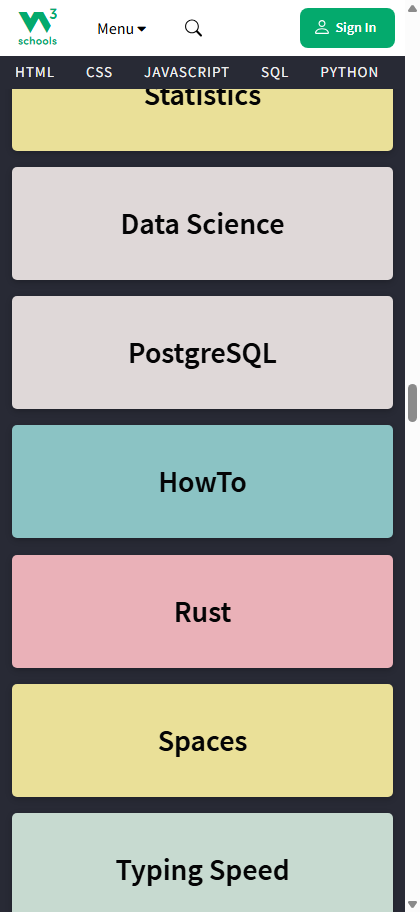 W3
schools
Menu
Sign In
HTML
CSS
JAVASCRIPT
SQL
PYTHON
Statistics
Data Science
PostgreSQL
HowTo
Rust
Spaces
Typing Speed